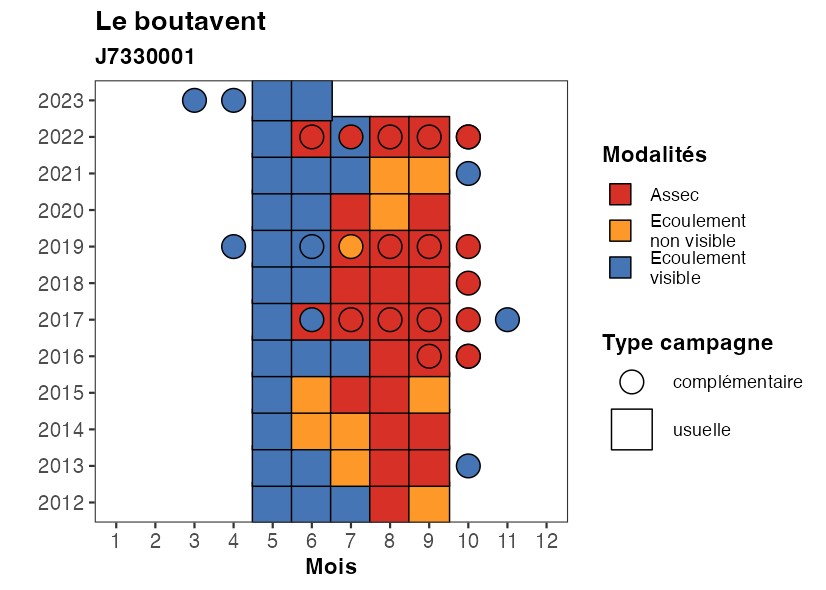 Le boutavent
J7330001
2023
2022
2021
2020
2019
2018
2017
2016
2015
2014
2013
2012
1 2 3 4 5 6 7 8 9 10 11 12
Mois
Modalités
Assec
Ecoulement
non visible
Ecoulement
visible
Type campagne
complémentaire
usuelle